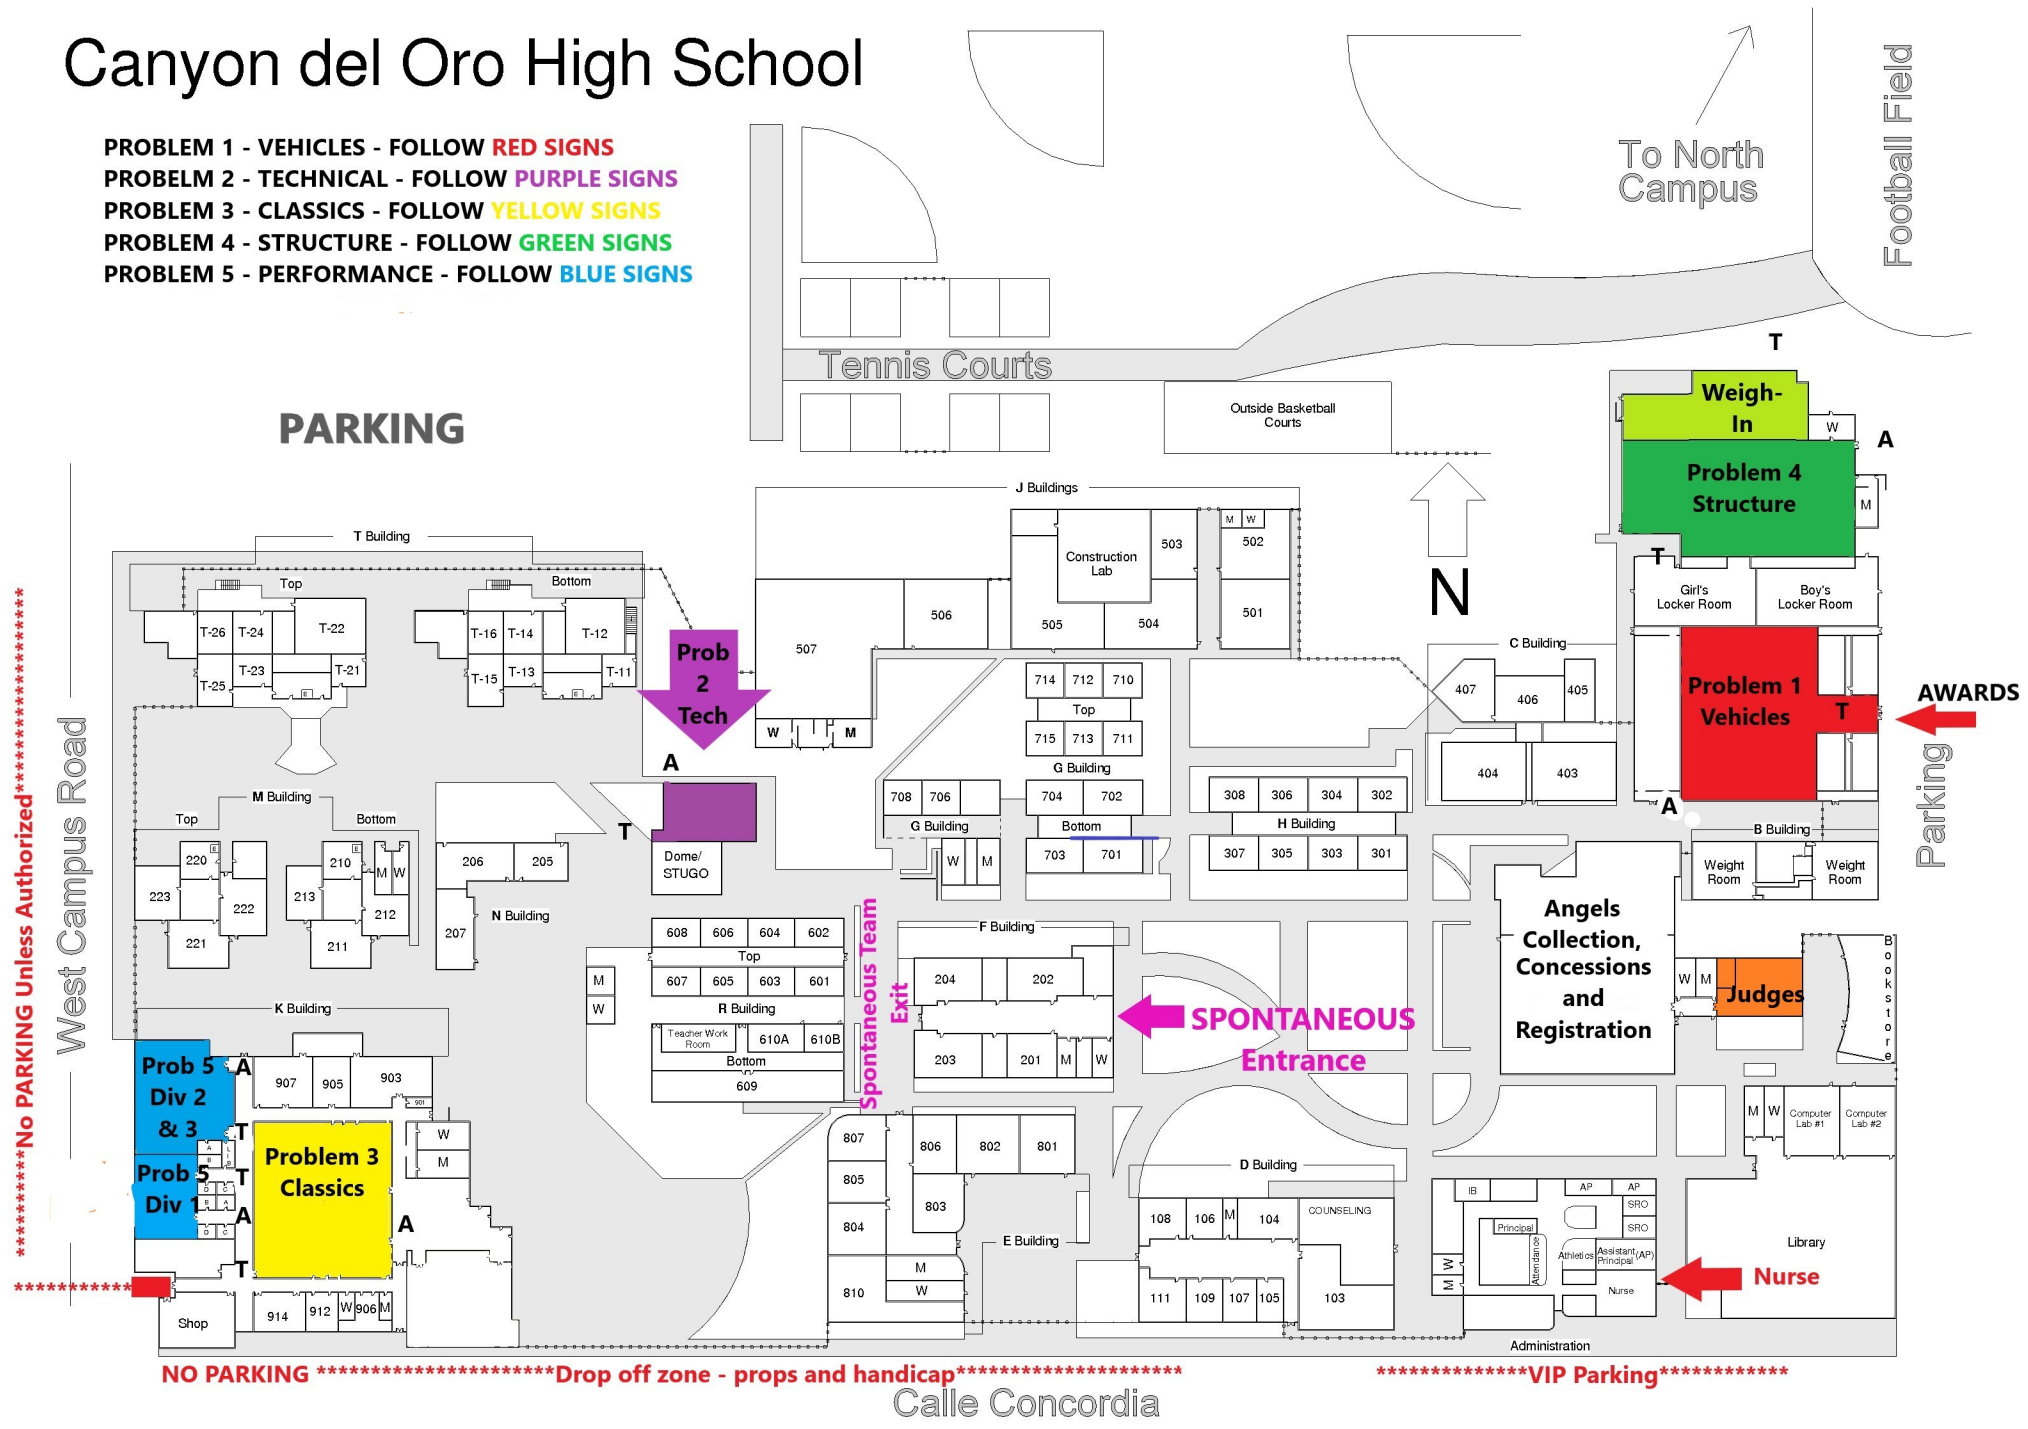 Canyon del Oro High School
PROBLEM 1 - VEHICLES - FOLLOW RED SIGNS
PROBELM 2 - TECHNICAL - FOLLOW PURPLE SIGNS
PROBLEM 3 - CLASSICS - FOLLOW YELLOW SIGNS
PROBLEM 4 - STRUCTURE - FOLLOW GREEN SIGNS
PROBLEM 5 - PERFORMANCE - FOLLOW BLUE SIGNS
To North
Campus
Football Field
Tennis Courts
T
PARKING
Outside Basketball
Courts
Weigh-
In
W
A
Problem 4
Structure
M
T
Girl's
Locker Room
Boy's
Locker Room
N
J Buildings
Construction
Lab
503
M W
502
501
506
505
504
507
W
M
T Building
Top
Bottom
T-26
T-24
T-22
T-23
T-21
T-25
E
T-16
T-14
T-12
T-15
T-13
T-11
E
Prob
2
Tech
A
T
Dome/
STUGO
714
712
710
Top
715
713
711
G Building
708
706
704
702
G Building
Bottom
703
701
W
M
C Building
407
406
405
404
403
308
306
304
302
H Building
307
305
303
301
Problem 1
Vehicles
T
AWARDS
A
Parking
B Building
Weight
Room
Weight
Room
M Building
Top
Bottom
220
E
223
222
221
210
E
M
W
213
212
211
206
205
207
N Building
No PARKING Unless Authorized
West Campus Road
608
606
604
602
Top
607
605
603
601
R Building
M
W
Teacher Work
Room
610A
610B
Bottom
609
Spontaneous Team
Exit
F Building
204
202
203
201
M
W
SPONTANEOUS
Entrance
Angels
Collection,
Concessions
and
Registration
W
M
Judges
Bookstore
M
W
Computer
Lab #1
Computer
Lab #2
K Building
Prob 5
Div 2
& 3
A
907
905
903
901
T
A
B
LIB
Prob 5
Div 1
T
D
C
B
A
D
C
A
T
Problem 3
Classics
A
W
M
Shop
914
912
W
906
M
807
806
802
801
805
803
804
M
W
810
E Building
D Building
108
106
M
104
COUNSELING
111
109
107
105
103
IB
AP
AP
SRO
SRO
Principal
Attendance
Athletics
Assistant
Principal
(AP)
W
M
Nurse
Nurse
Library
Administration
NO PARKING **********************Drop off zone - props and handicap*********************
*************VIP Parking************
Calle Concordia